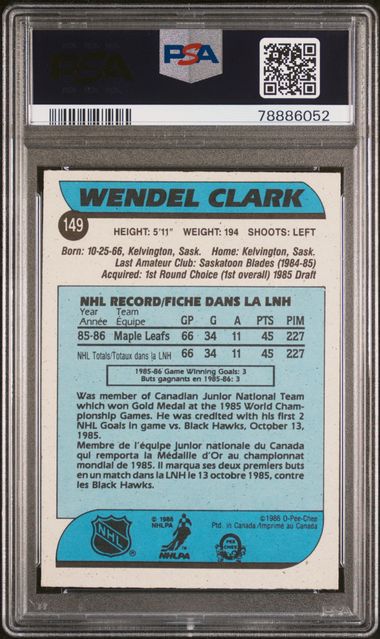 PSA
PSA
78886052
WENDEL CLARK
149
HEIGHT: 5'11" WEIGHT: 194 SHOOTS: LEFT
Born: 10-25-66, Kelvington, Sask. Home: Kelvington, Sask.
Last Amateur Club: Saskatoon Blades (1984-85)
Acquired: 1st Round Choice (1st overall) 1985 Draft
NHL RECORD/FICHE DANS LA LNH
Year Team
Année Équipe GP G A PTS PIM
85-86 Maple Leafs 66 34 11 45 227
NHL Totals/Totaux dans la LNH 66 34 11 45 227
1985-86 Game Winning Goals: 3
Buts gagnants en 1985-86: 3
Was member of Canadian Junior National Team
which won Gold Medal at the 1985 World Cham-
pionship Games. He was credited with his first 2
NHL Goals in game vs. Black Hawks, October 13,
1985.
Membre de l'équipe junior nationale du Canada
qui remporta la Médaille d'Or au championnat
mondial de 1985. Il marqua ses deux premiers buts
en un match dans la LNH le 13 octobre 1985, contre
les Black Hawks.
NHL
© 1986
NHLPA
NHLPA
O-PEE-CHEE
©1986 O-Pee-Chee
Ptd. in Canada/Imprimé au Canada